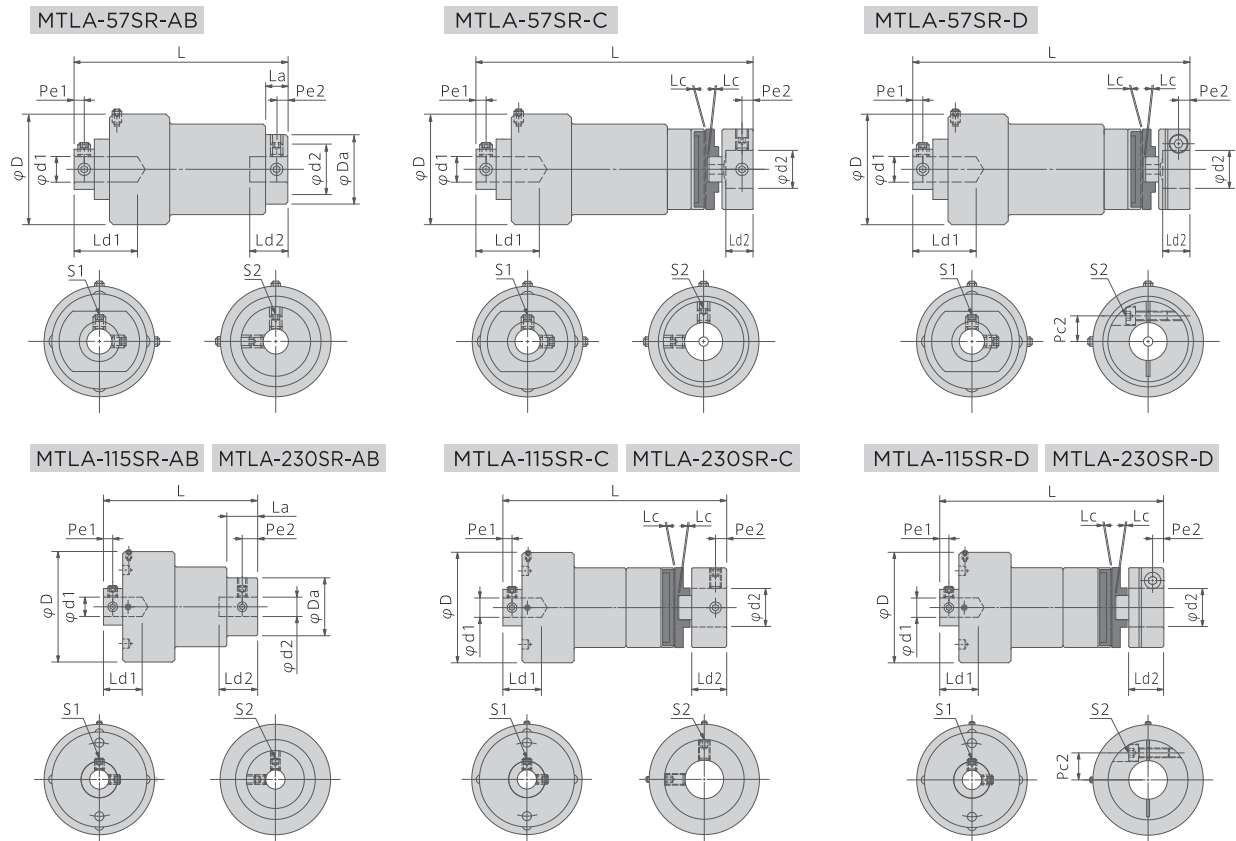 MTLA-57SR-AB
L
La
Pe1
Pe2
φD
φd1
φd2
φDa
Ld1
Ld2
S1
S2
MTLA-57SR-C
L
Lc
Lc
Pe1
Pe2
φD
φd1
φd2
Ld1
Ld2
S1
S2
MTLA-57SR-D
L
Lc
Lc
Pe1
Pe2
φD
φd1
φd2
Ld1
Ld2
S1
S2
Pc2
MTLA-115SR-AB
MTLA-230SR-AB
L
La
Pe1
Pe2
φD
φd1
φDa
φd2
Ld1
Ld2
S1
S2
MTLA-115SR-C
MTLA-230SR-C
L
Lc
Lc
Pe1
Pe2
φD
φd1
φd2
Ld1
Ld2
S1
S2
MTLA-115SR-D
MTLA-230SR-D
L
Lc
Lc
Pe1
Pe2
φD
φd1
φd2
Ld1
Ld2
S1
S2
Pc2